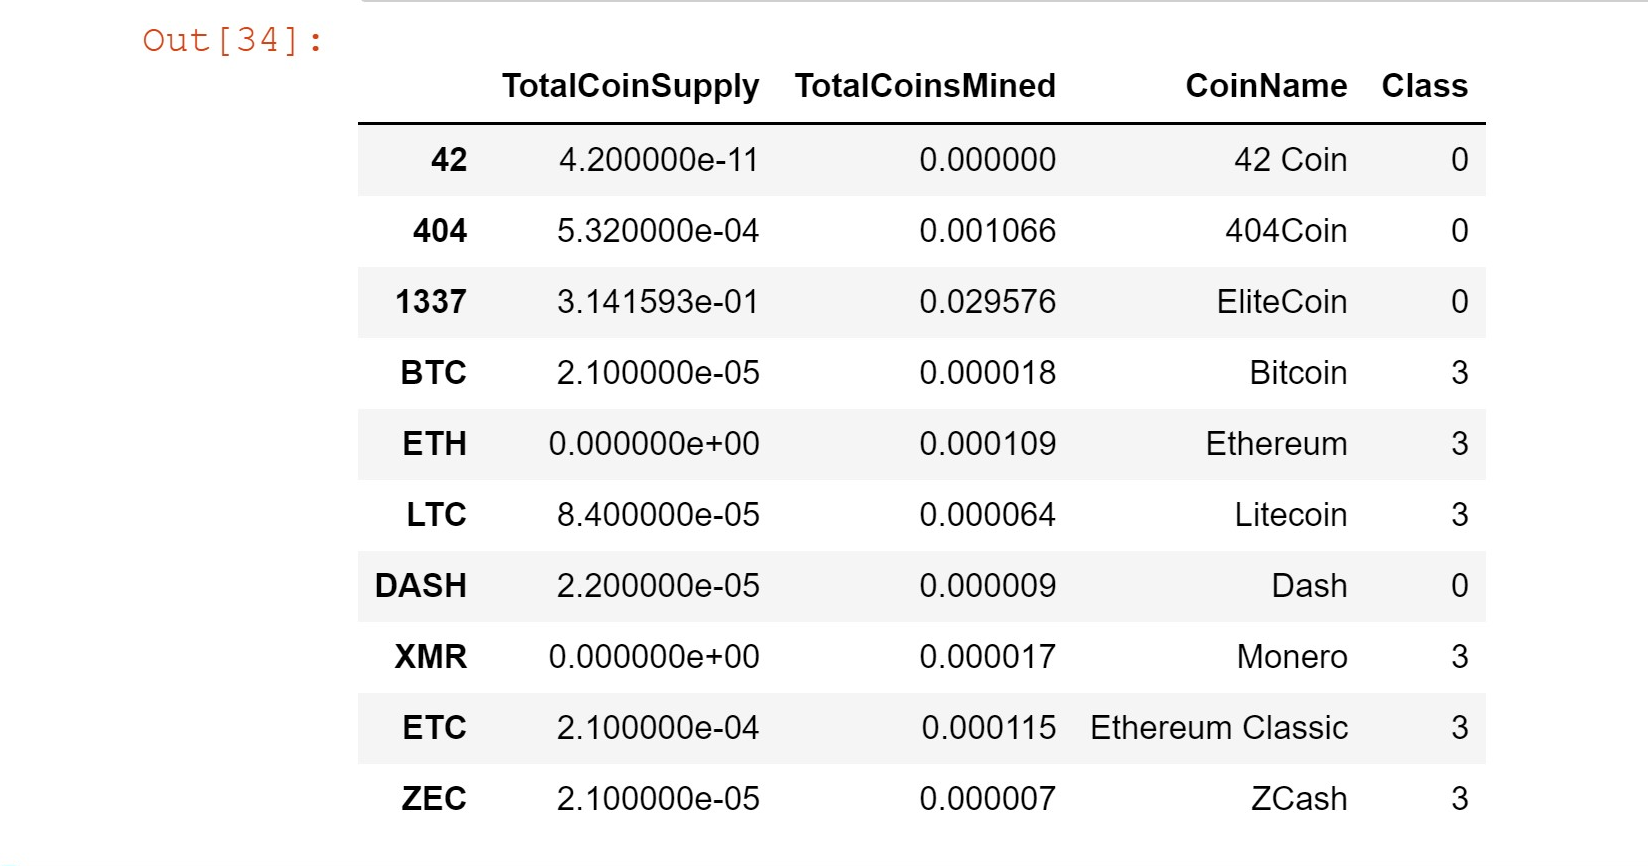 Out[34]:
TotalCoinSupply TotalCoinsMined CoinName Class
42 4.200000e-11 0.000000 42 Coin 0
404 5.320000e-04 0.001066 404Coin 0
1337 3.141593e-01 0.029576 EliteCoin 0
BTC 2.100000e-05 0.000018 Bitcoin 3
ETH 0.000000e+00 0.000109 Ethereum 3
LTC 8.400000e-05 0.000064 Litecoin 3
DASH 2.200000e-05 0.000009 Dash 0
XMR 0.000000e+00 0.000017 Monero 3
ETC 2.100000e-04 0.000115 Ethereum Classic 3
ZEC 2.100000e-05 0.000007 ZCash 3